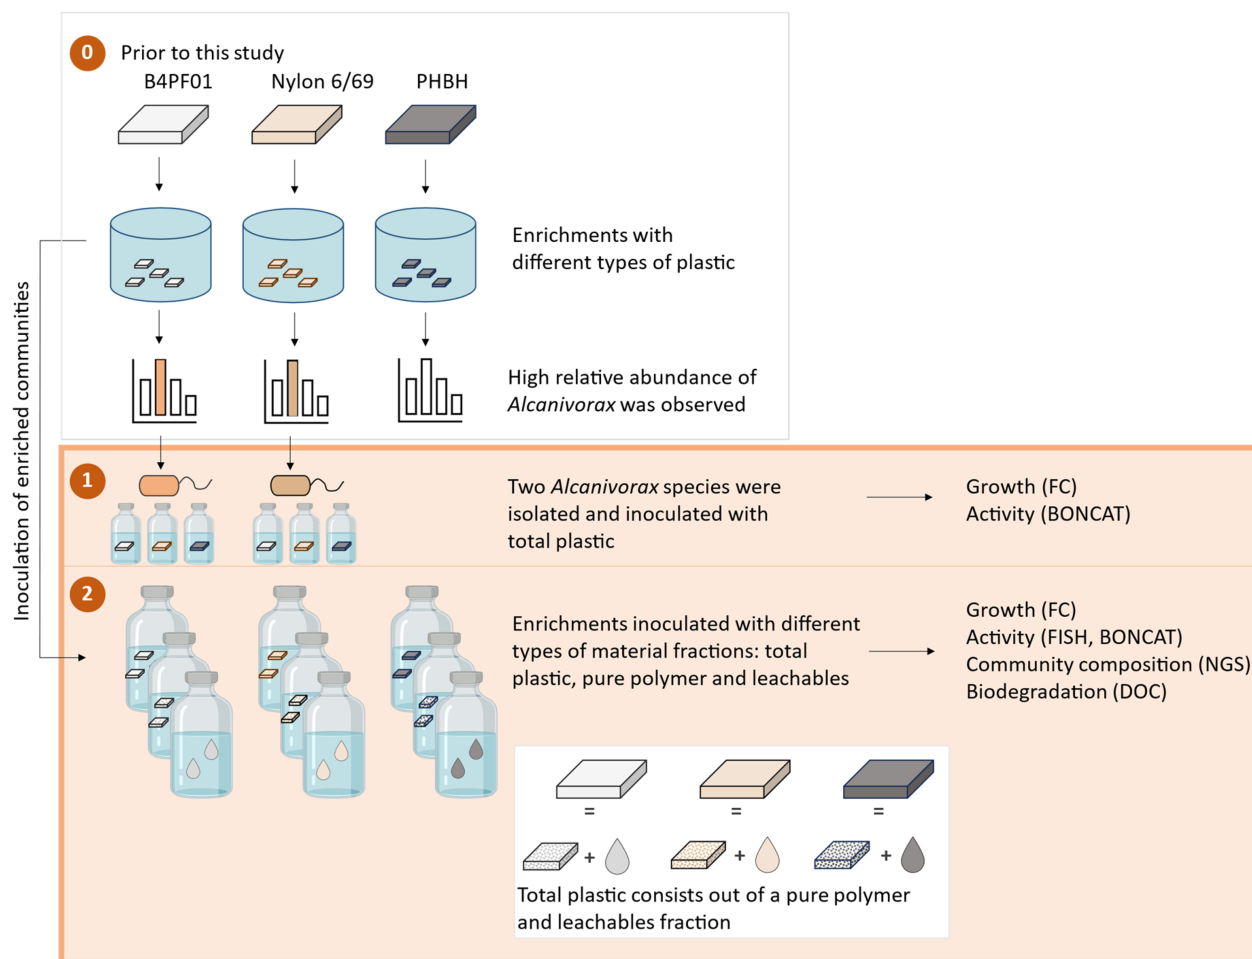 0
Prior to this study
B4PF01
Nylon 6/69
PHBH
Enrichments with
different types of plastic
High relative abundance of
Alcanivorax was observed
Inoculation of enriched communities
1
Two Alcanivorax species were
isolated and inoculated with
total plastic
Growth (FC)
Activity (BONCAT)
2
Enrichments inoculated with different
types of material fractions: total
plastic, pure polymer and leachables
Growth (FC)
Activity (FISH, BONCAT)
Community composition (NGS)
Biodegradation (DOC)
= = =
+ + +
Total plastic consists out of a pure polymer
and leachables fraction